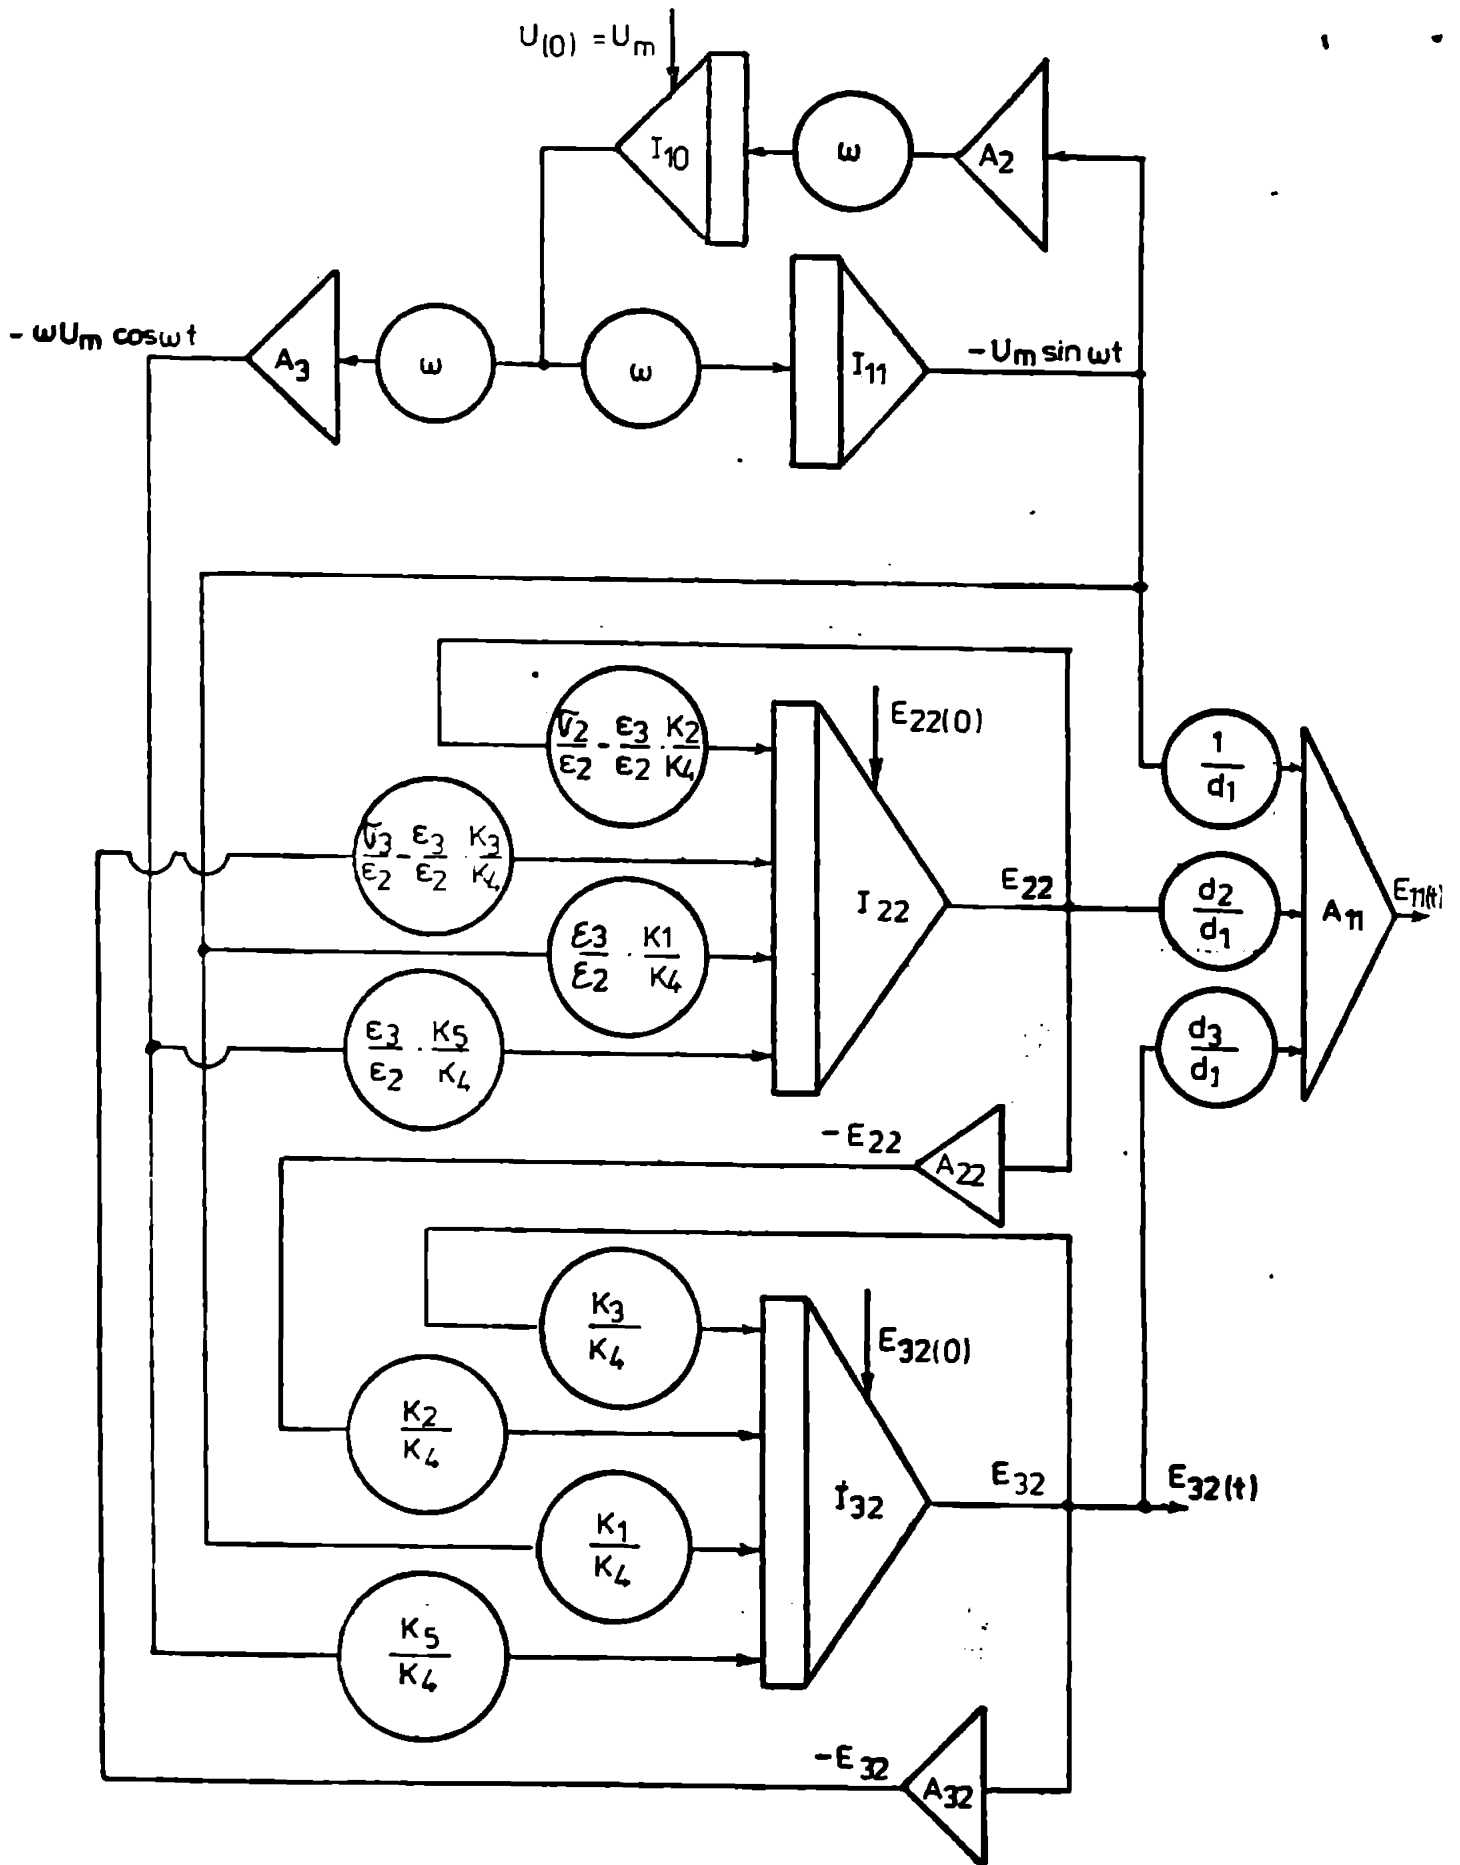 U(0) = Um
I10
ω
A2
- ωUm cosωt
A3
ω
ω
I11
-Um sin ωt
σ2/ε2 - ε3/ε2 · K2/K4
E22(0)
1/d1
σ3/ε2 - ε3/ε2 · K3/K4
I22
E22
d2/d1
A11
E11(t)
ε3/ε2 · K1/K4
ε3/ε2 · K5/K4
d3/d1
-E22
A22
K3/K4
E32(0)
K2/K4
I32
E32
E32(t)
K1/K4
K5/K4
-E32
A32